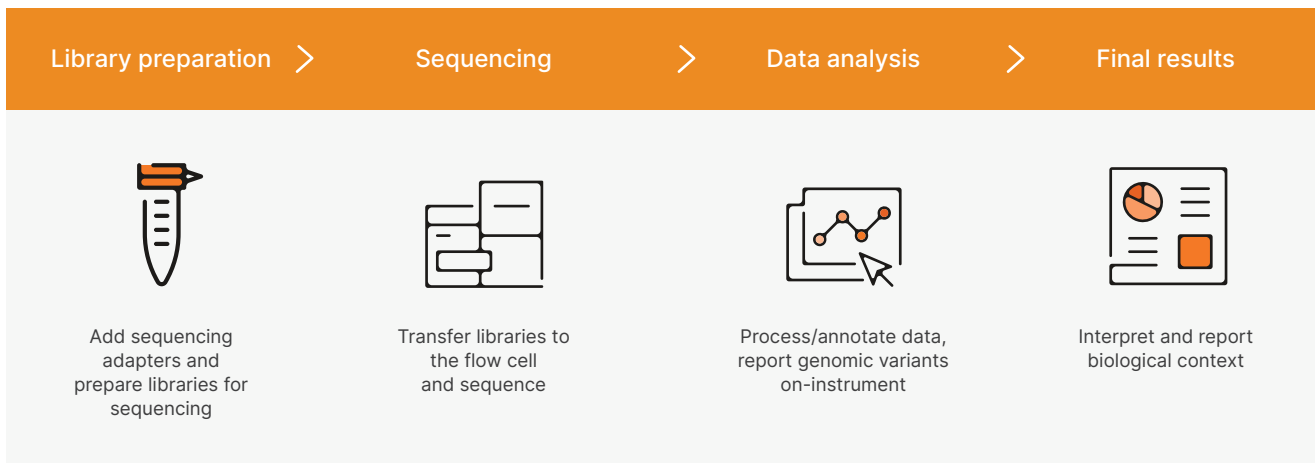 Library preparation
Sequencing
Data analysis
Final results
Add sequencing
adapters and
prepare libraries for
sequencing
Transfer libraries to
the flow cell
and sequence
Process/annotate data,
report genomic variants
on-instrument
Interpret and report
biological context